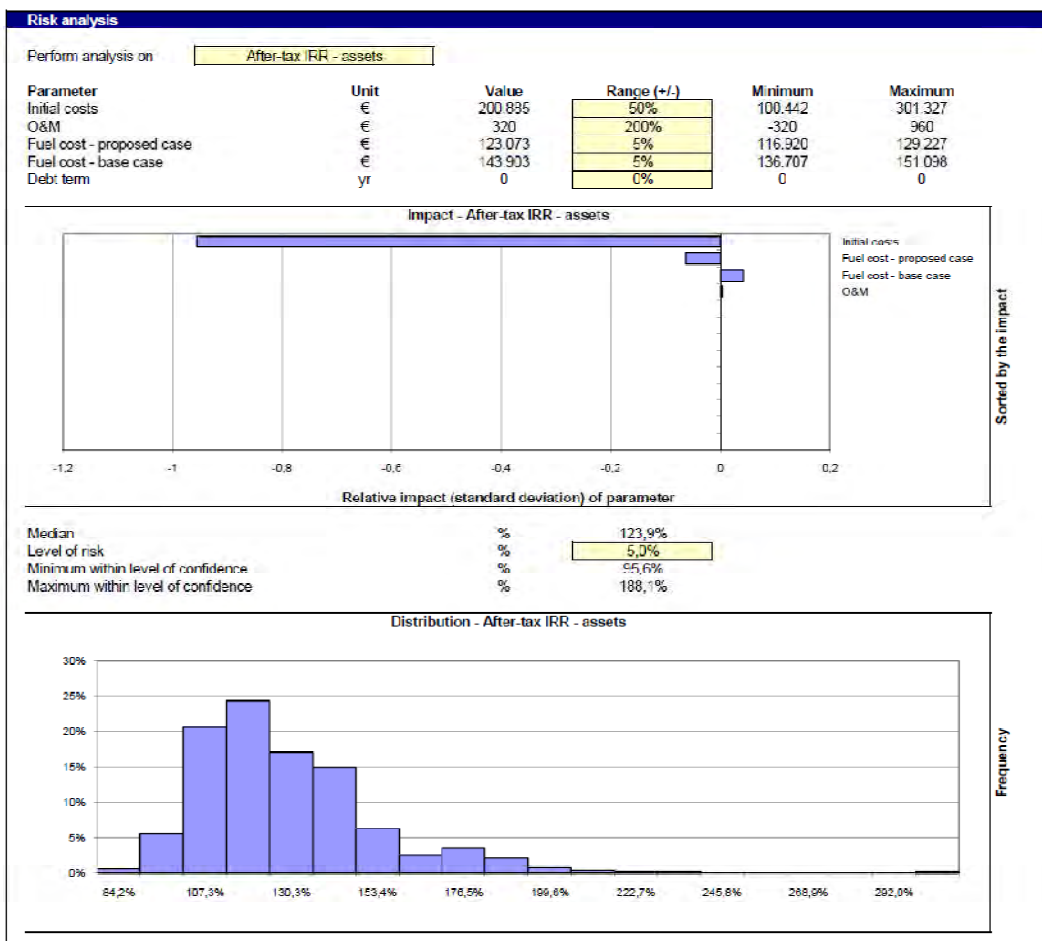 Risk analysis
Perform analysis on After-tax IRR - assets
Parameter Unit Value Range (+/-) Minimum Maximum
Initial costs € 200.885 50% 100.442 301.327
O&M € 320 200% -320 960
Fuel cost - proposed case € 123.073 5% 116.920 129.227
Fuel cost - base case € 143.903 5% 136.707 151.098
Debt term yr 0 0% 0 0
Impact - After-tax IRR - assets
Initial costs
Fuel cost - proposed case
Fuel cost - base case
O&M
Sorted by the impact
-1,2 -1 -0,8 -0,6 -0,4 -0,2 0 0,2
Relative impact (standard deviation) of parameter
Median % 123,9%
Level of risk % 5,0%
Minimum within level of confidence % 95,6%
Maximum within level of confidence % 188,1%
Distribution - After-tax IRR - assets
30%
25%
20%
15%
10%
5%
0%
Frequency
84,2% 107,3% 130,3% 153,4% 176,5% 199,6% 222,7% 245,8% 268,9% 292,0%